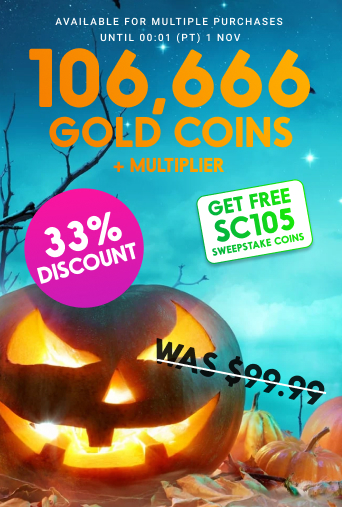 AVAILABLE FOR MULTIPLE PURCHASES
UNTIL 00:01 (PT) 1 NOV
106,666
GOLD COINS
+ MULTIPLIER
33%
DISCOUNT
GET FREE
SC105
SWEEPSTAKE COINS
WAS $99.99